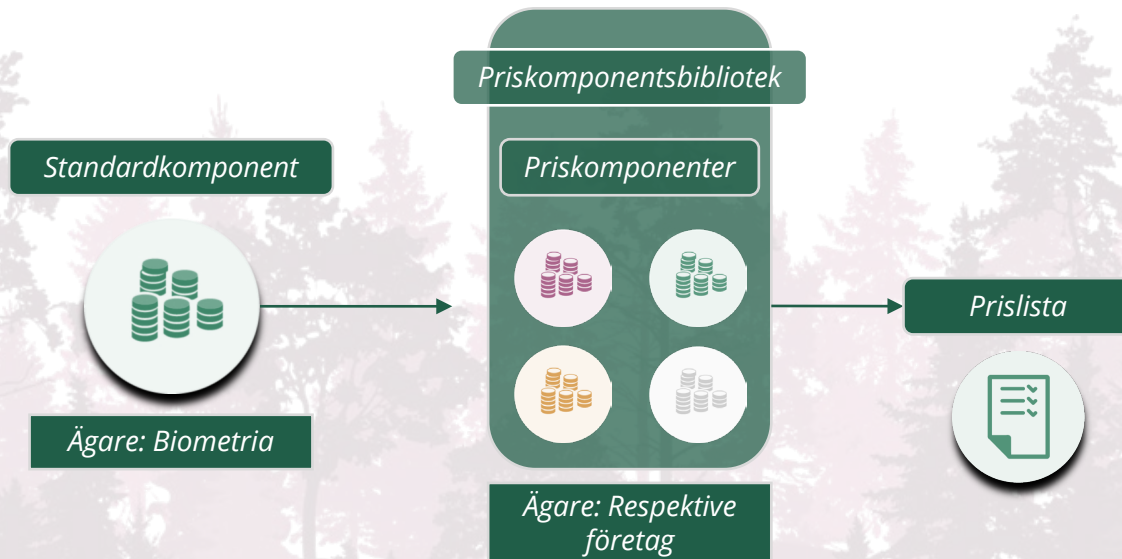 Standardkomponent
Ägare: Biometria
Priskomponentsbibliotek
Priskomponenter
Ägare: Respektive
företag
Prislista